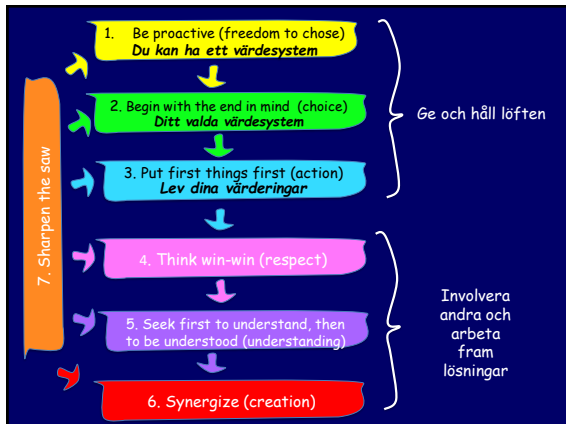 1. Be proactive (freedom to chose)
Du kan ha ett värdesystem
2. Begin with the end in mind (choice)
Ditt valda värdesystem
3. Put first things first (action)
Lev dina värderingar
Ge och håll löften
4. Think win-win (respect)
5. Seek first to understand, then
to be understood (understanding)
6. Synergize (creation)
Involvera
andra och
arbeta
fram
lösningar
7. Sharpen the saw